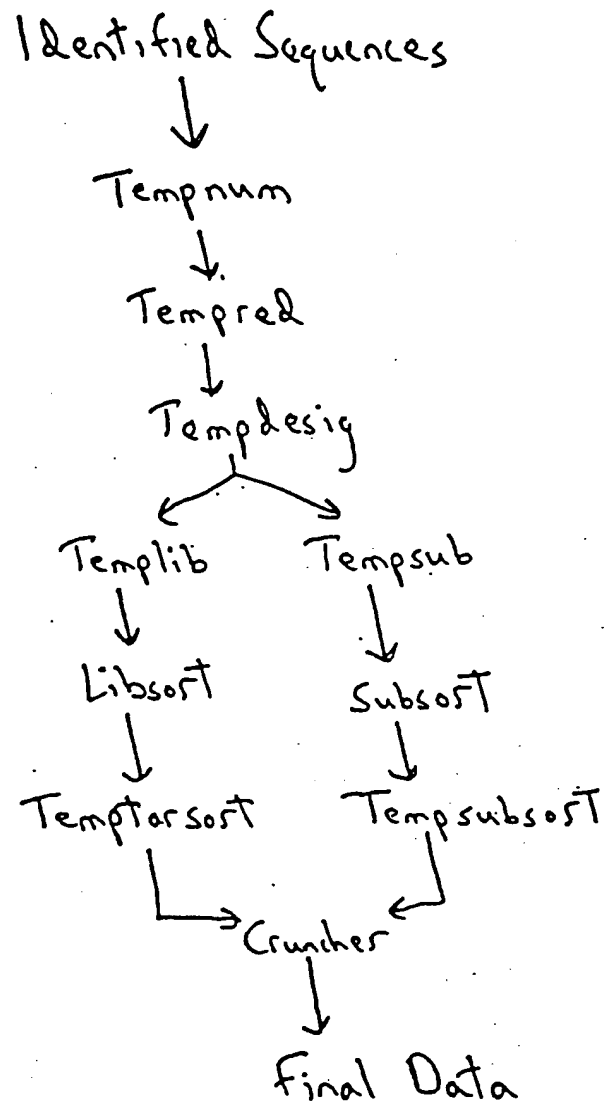 Identified Sequences
Tempnum
Tempred
Tempdesig
Templib Tempsub
Libsort Subsort
Temptarsort Tempsubsort
Cruncher
Final Data